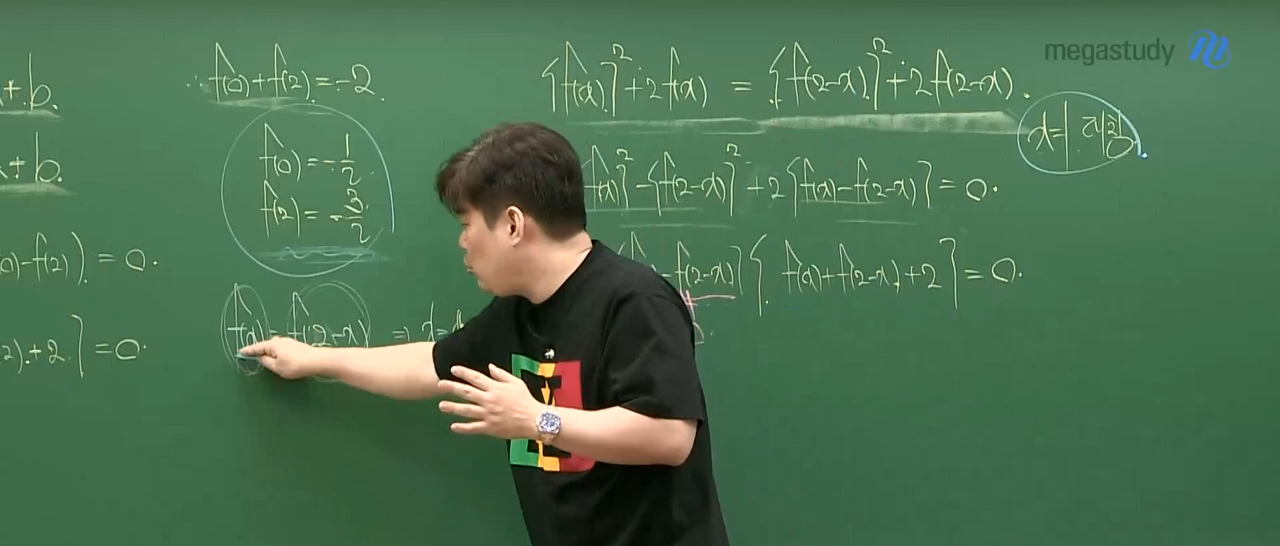 +b.
+b.
)-f(2)) = 0.
2)+2} = 0.
f(0)+f(2) = -2
f(0) = -1/2
f(2) = -3/2
f(x) = f(2-x) ⇒ x=
{f(x)}²+2f(x) = {f(2-x)}²+2f(2-x).
x=1 대칭
f(x)}²-{f(2-x)}²+2{f(x)-f(2-x)} = 0.
-f(2-x)}{f(x)+f(2-x)+2} = 0.
megastudy